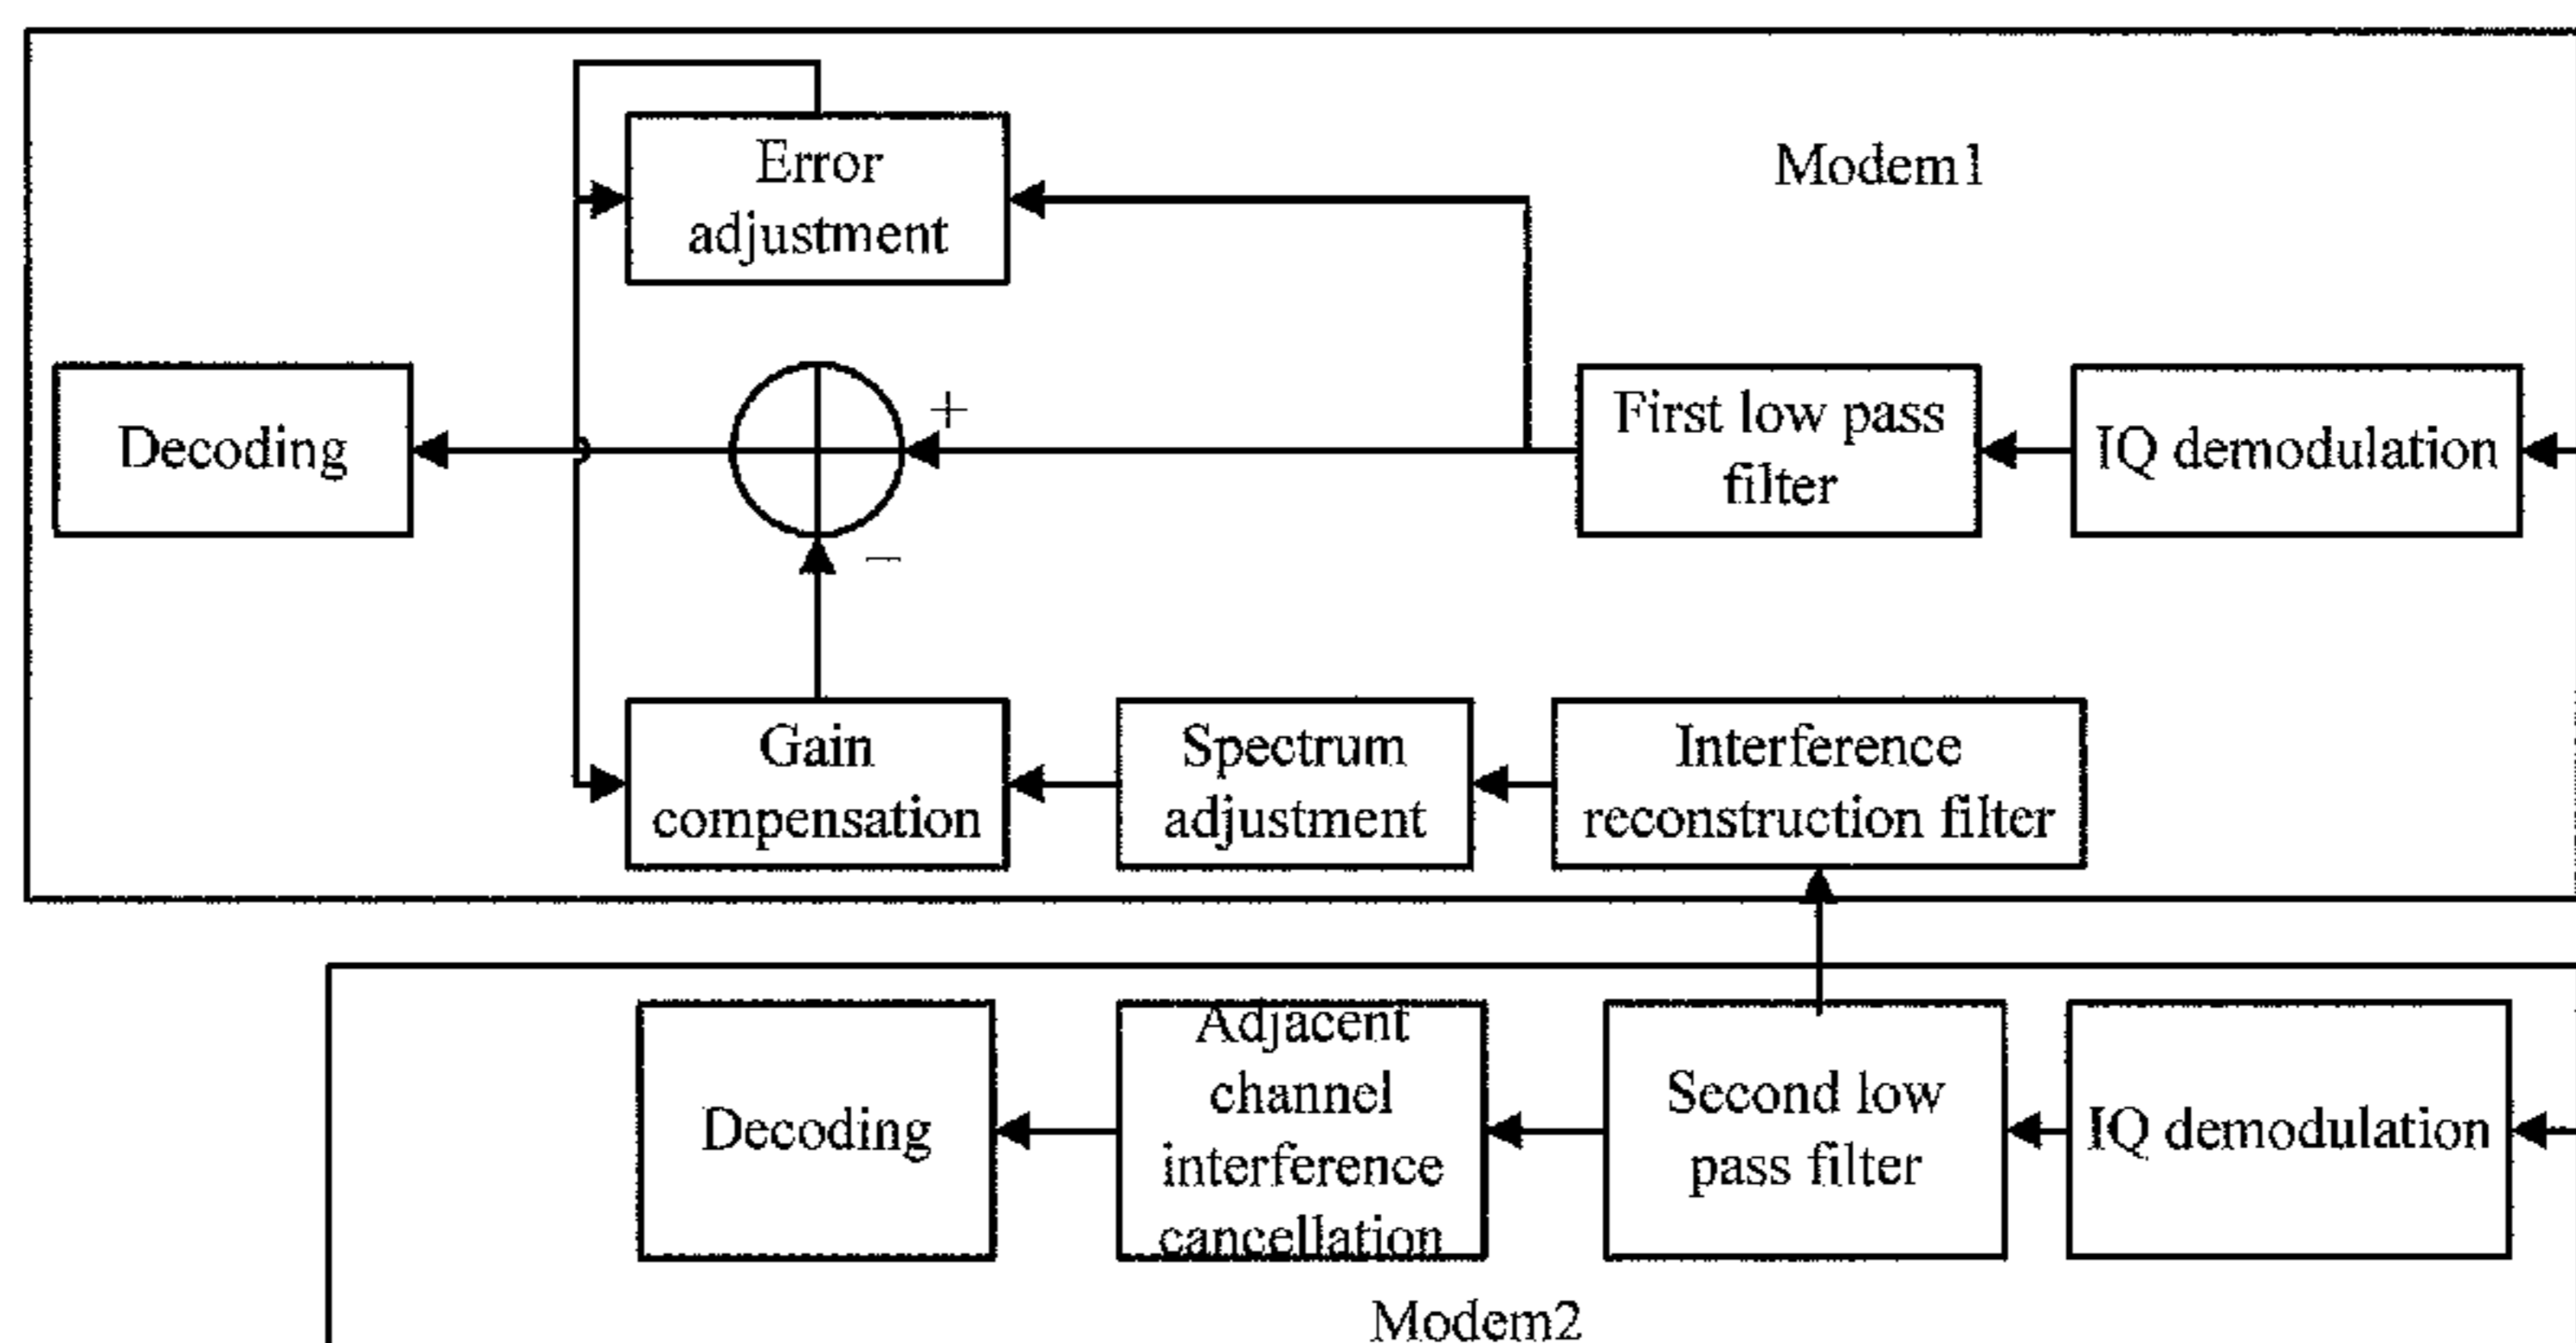 Error
adjustment
Modem1
Decoding
+
First low pass
filter
IQ demodulation
−
Gain
compensation
Spectrum
adjustment
Interference
reconstruction filter
Decoding
Adjacent
channel
interference
cancellation
Second low
pass filter
IQ demodulation
Modem2